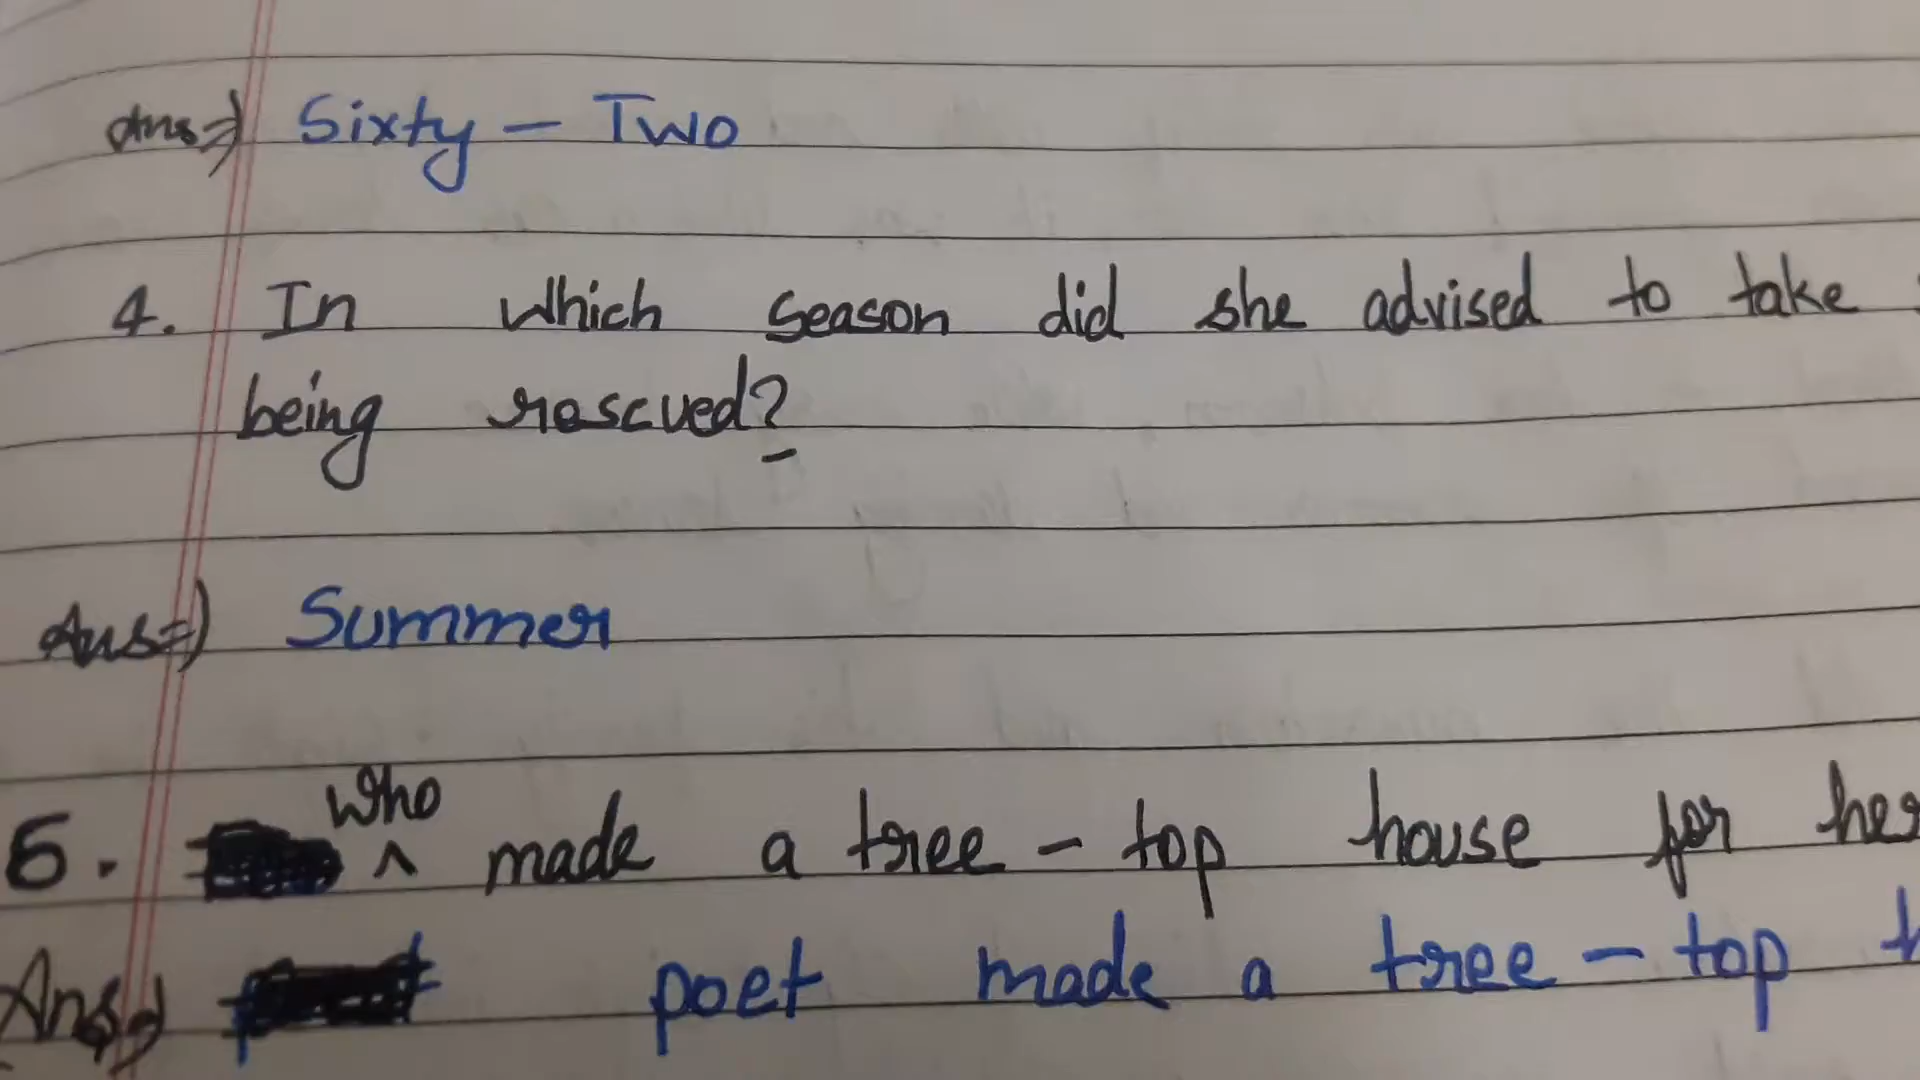 Ans⇒ Sixty - Two
4. In which season did she advised to take
being rescued?
Ans⇒ Summer
who
5. ^ made a tree - top house for her
Ans⇒ poet made a tree - top